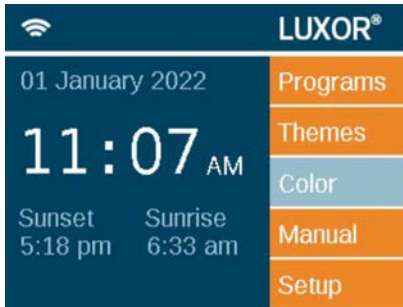 LUXOR®
01 January 2022
11:07 AM
Sunset Sunrise
5:18 pm 6:33 am
Programs
Themes
Color
Manual
Setup